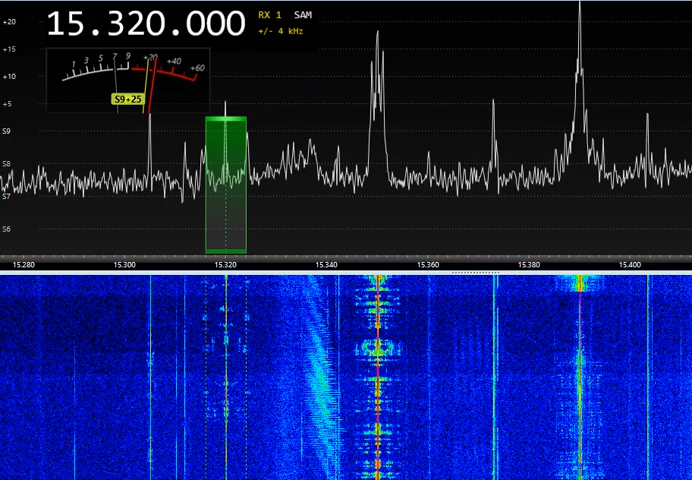 15.320.000
RX 1 SAM
+/- 4 kHz
1 3 5 7 9 +20 +40 +60
S9+25
+20
+15
+10
+5
S9
S8
S7
S6
15.280 15.300 15.320 15.340 15.360 15.380 15.400